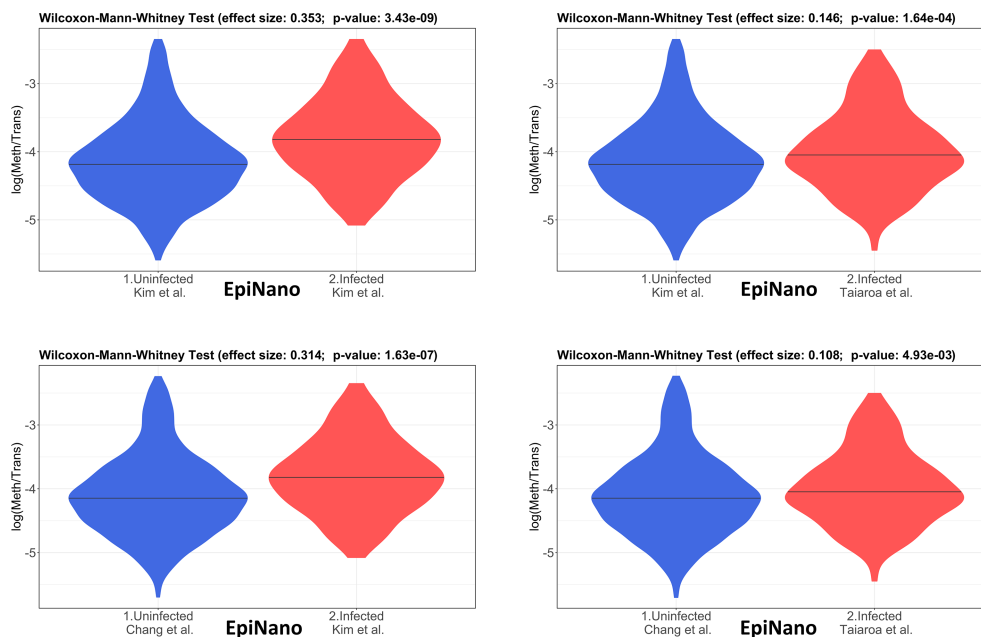 Wilcoxon-Mann-Whitney Test (effect size: 0.353;  p-value: 3.43e-09)
log(Meth/Trans)
-3
-4
-5
1.Uninfected
Kim et al.
EpiNano
2.Infected
Kim et al.
Wilcoxon-Mann-Whitney Test (effect size: 0.146;  p-value: 1.64e-04)
log(Meth/Trans)
-3
-4
-5
1.Uninfected
Kim et al.
EpiNano
2.Infected
Taiaroa et al.
Wilcoxon-Mann-Whitney Test (effect size: 0.314;  p-value: 1.63e-07)
log(Meth/Trans)
-3
-4
-5
1.Uninfected
Chang et al.
EpiNano
2.Infected
Kim et al.
Wilcoxon-Mann-Whitney Test (effect size: 0.108;  p-value: 4.93e-03)
log(Meth/Trans)
-3
-4
-5
1.Uninfected
Chang et al.
EpiNano
2.Infected
Taiaroa et al.